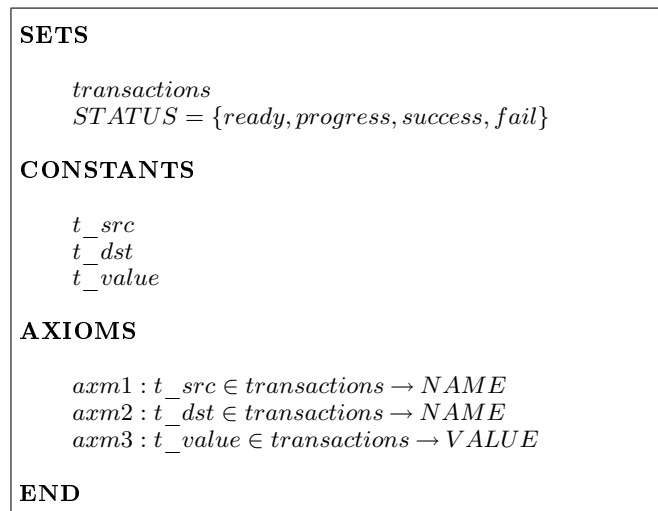 SETS
transactions
STATUS = {ready, progress, success, fail}
CONSTANTS
t_src
t_dst
t_value
AXIOMS
axm1 : t_src ∈ transactions → NAME
axm2 : t_dst ∈ transactions → NAME
axm3 : t_value ∈ transactions → VALUE
END